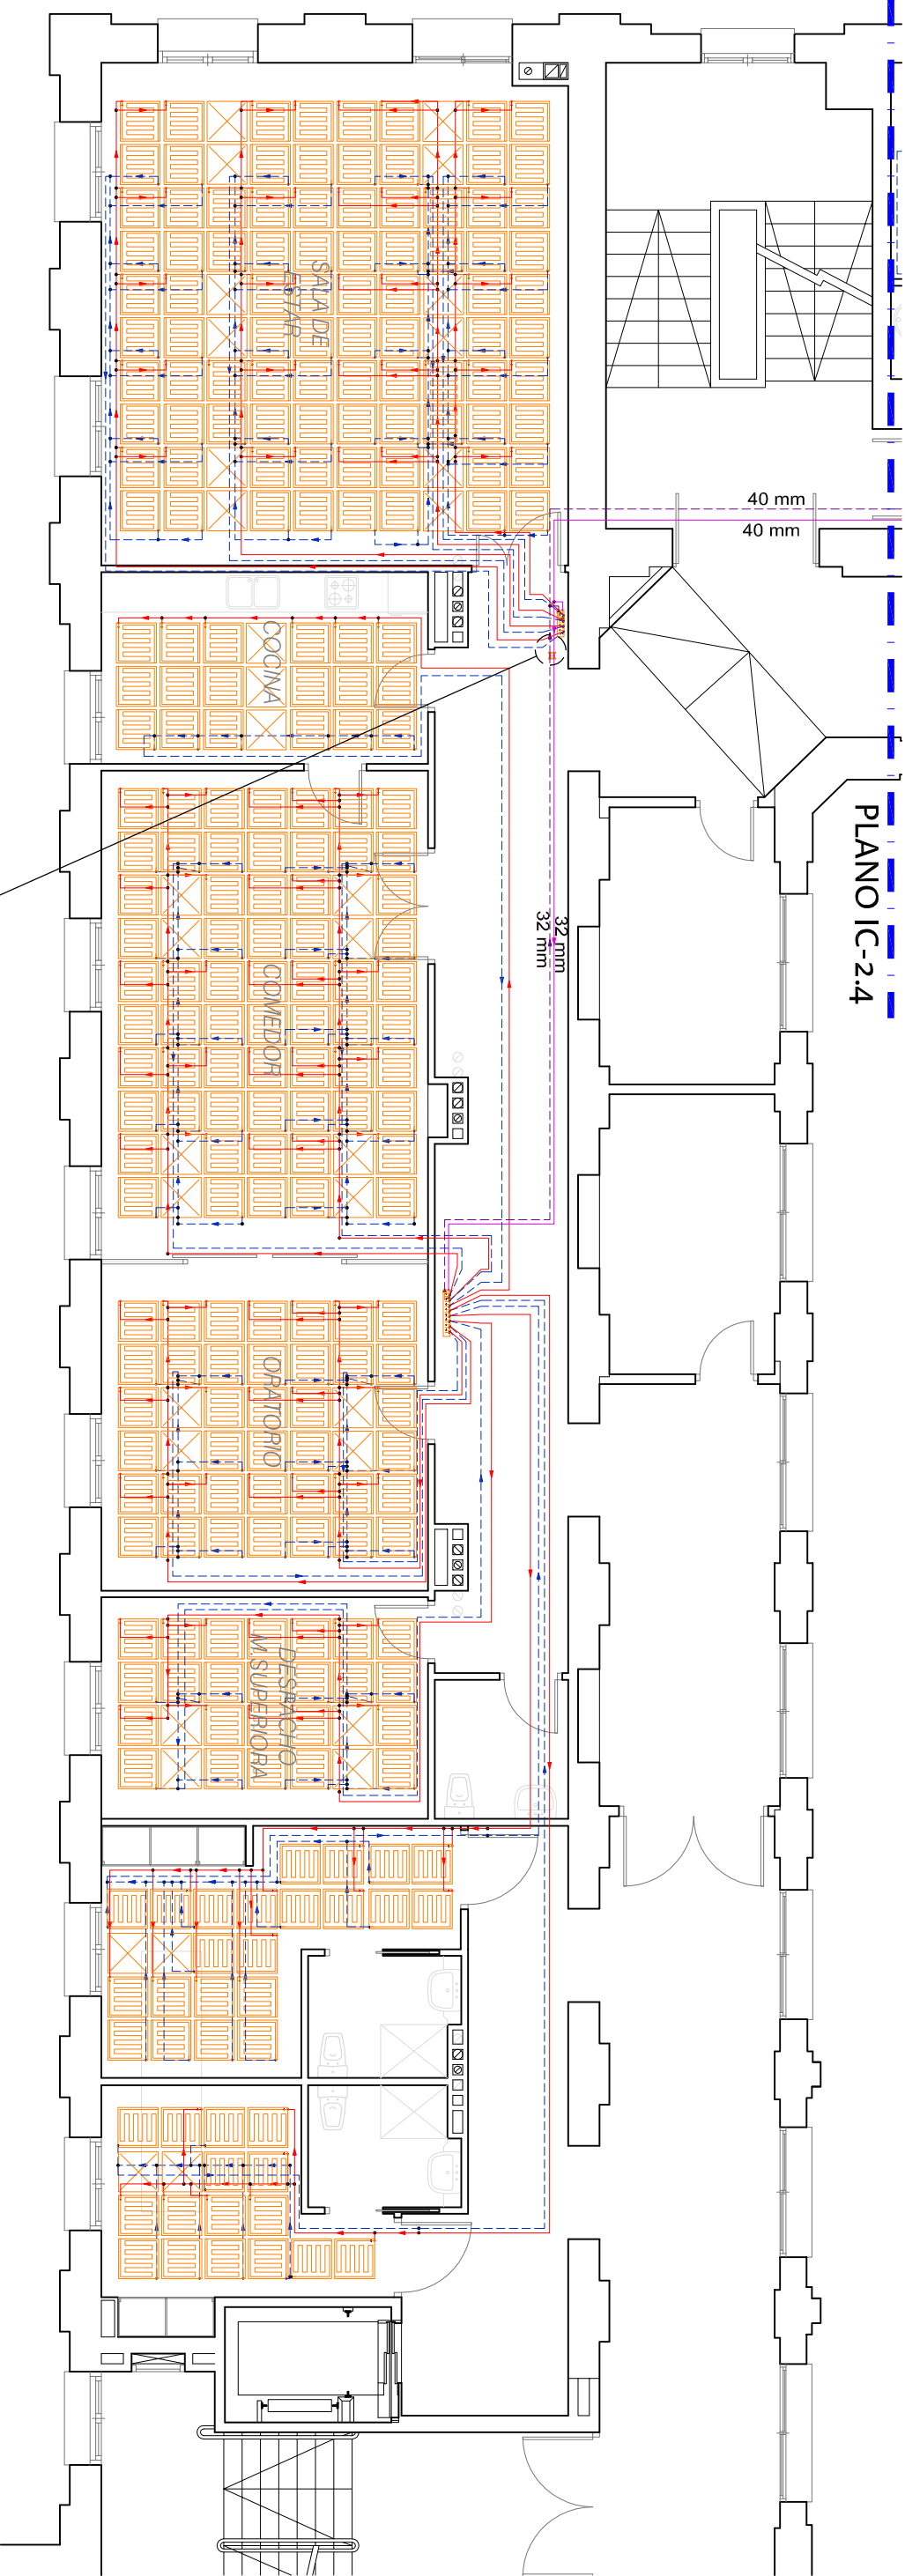 SALA DE
ESTAR
40 mm
40 mm
COCINA
PLANO IC-2.4
32 mm
32 mm
COMEDOR
ORATORIO
DESPACHO
M.SUPERIORA